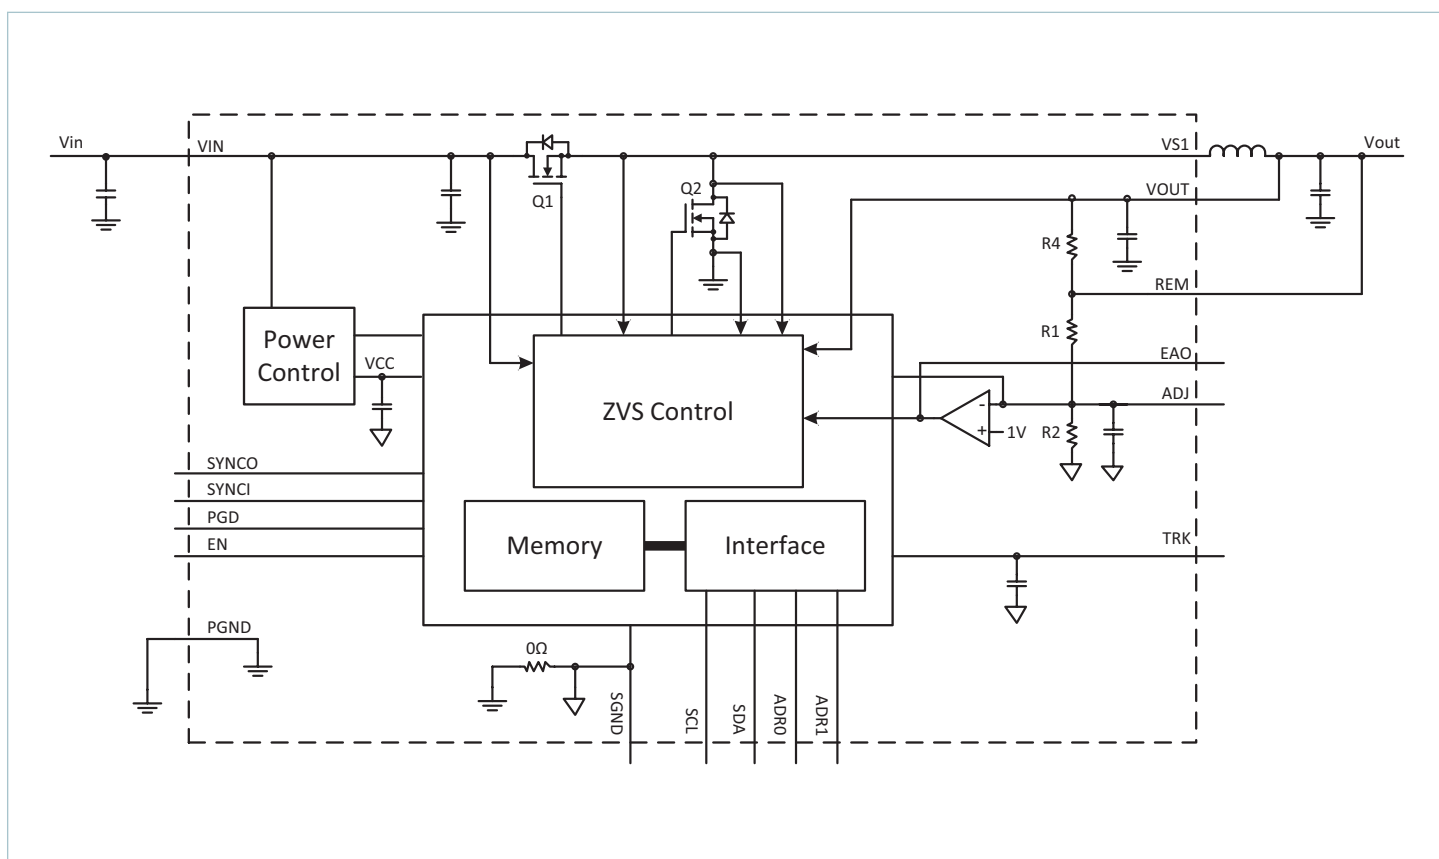 Vin
VIN
VS1
Vout
Q1
Q2
VOUT
R4
REM
R1
Power
Control
VCC
EAO
ZVS Control
-
ADJ
+
1V
R2
SYNCO
SYNCI
PGD
EN
Memory
Interface
TRK
PGND
0Ω
SGND
SCL
SDA
ADR0
ADR1